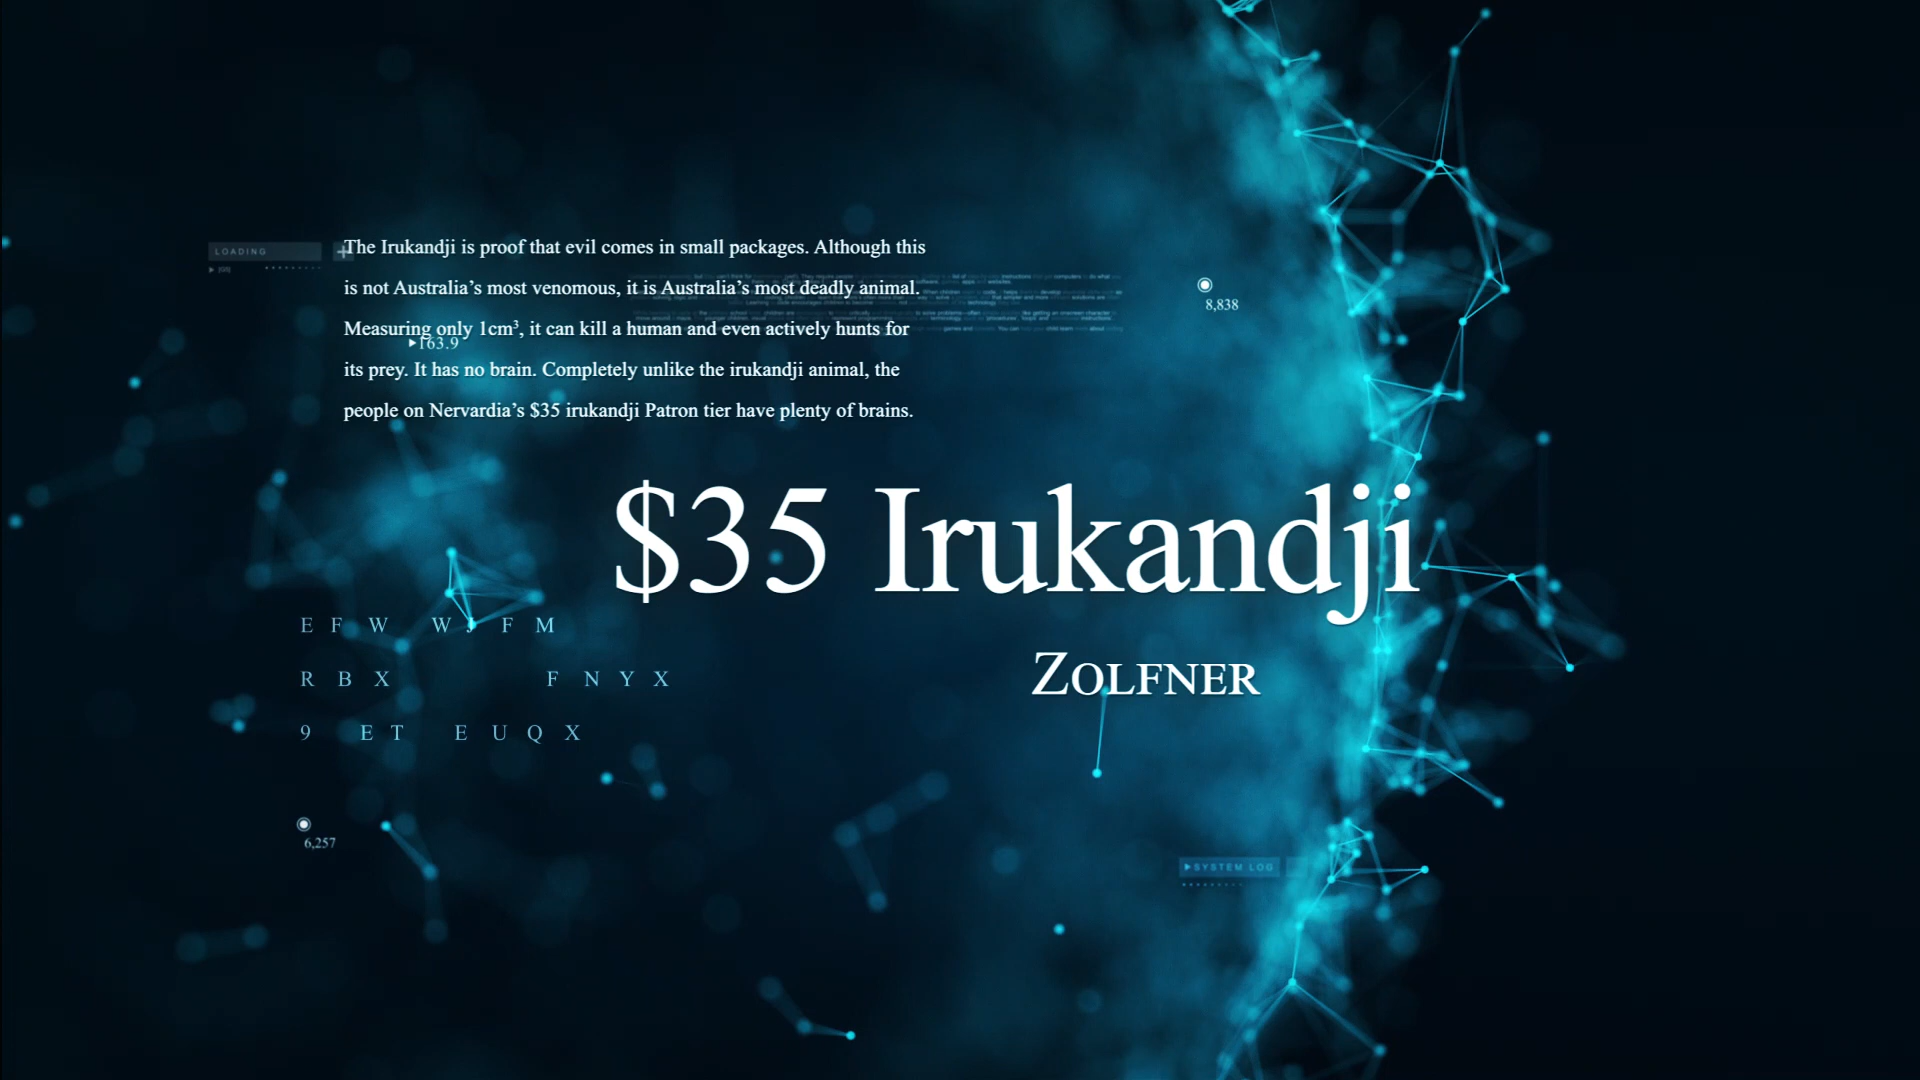 The Irukandji is proof that evil comes in small packages. Although this
is not Australia’s most venomous, it is Australia’s most deadly animal.
Measuring only 1cm³, it can kill a human and even actively hunts for
its prey. It has no brain. Completely unlike the irukandji animal, the
people on Nervardia’s $35 irukandji Patron tier have plenty of brains.
LOADING
163.9
8,838
$35 Irukandji
ZOLFNER
E F W W J F M
R B X F N Y X
9 E T E U Q X
6,257
SYSTEM LOG